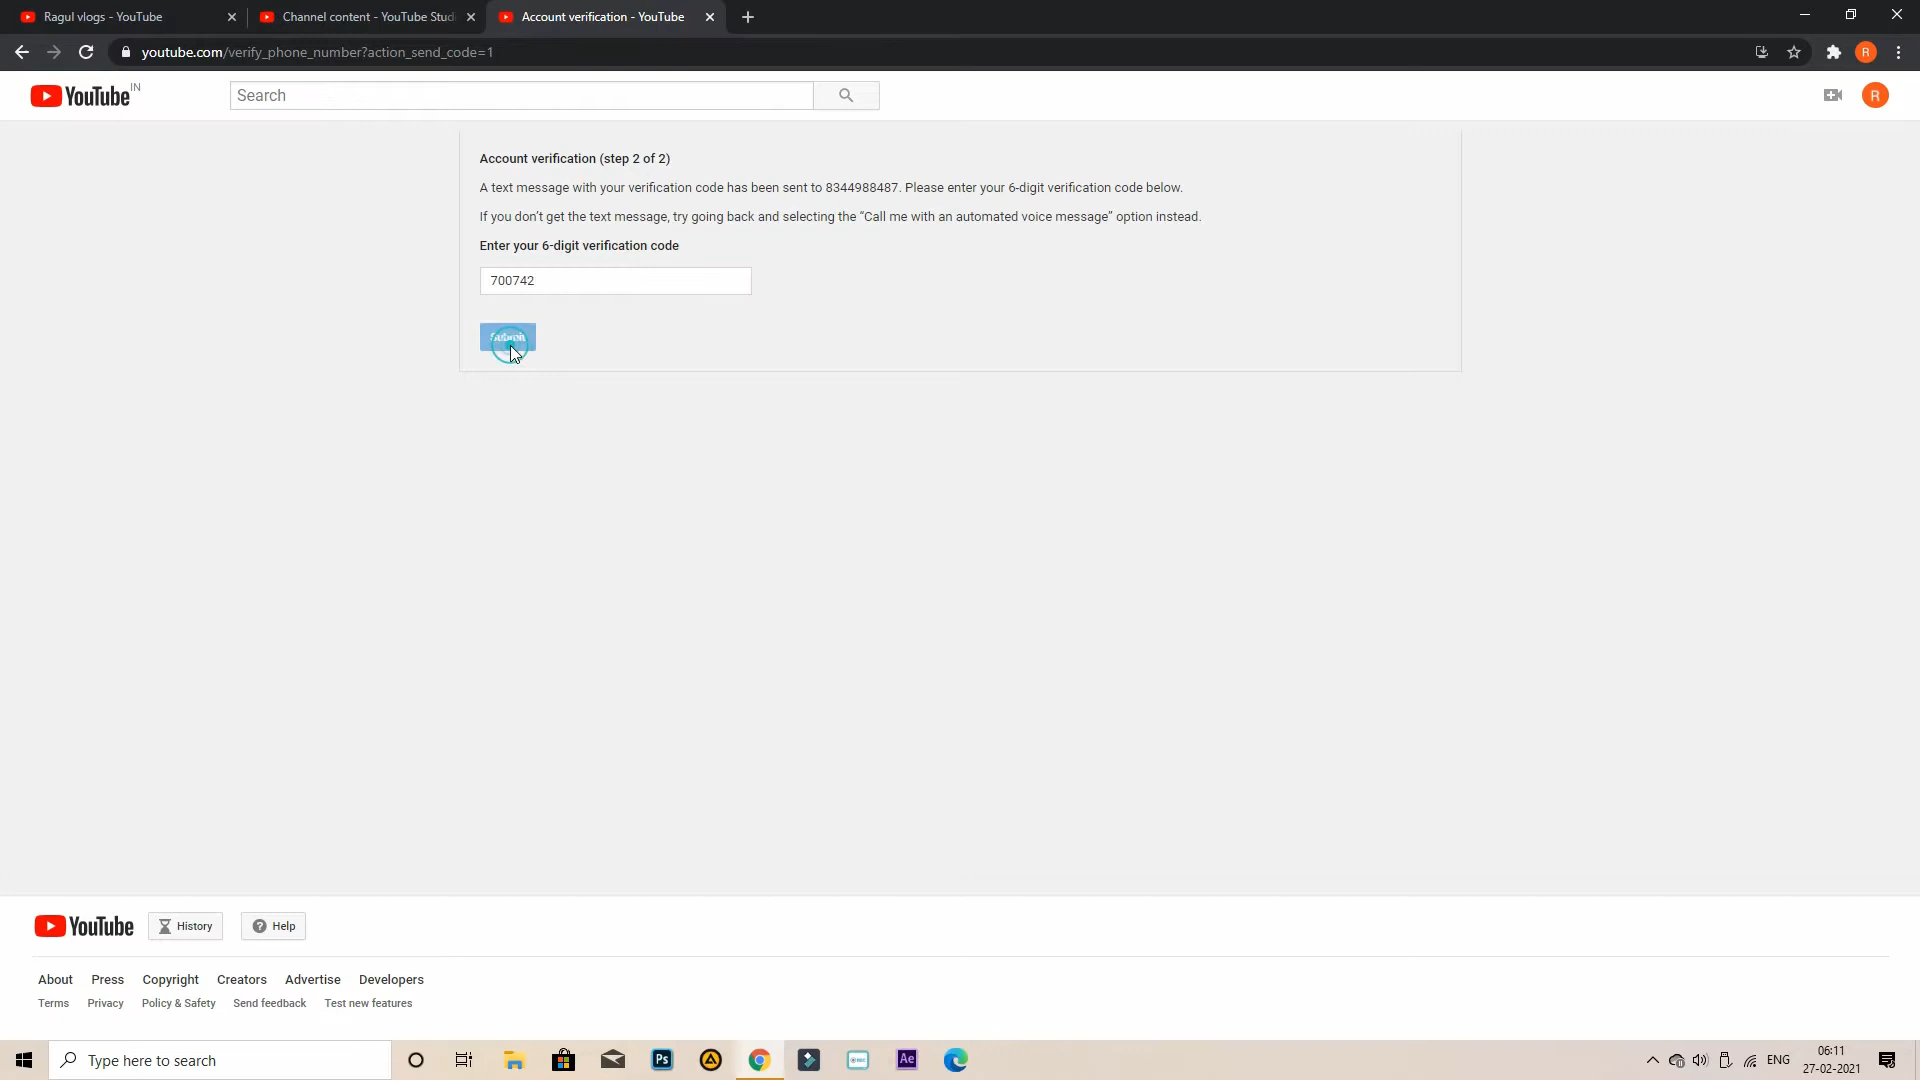 Ragul vlogs - YouTube
Channel content - YouTube Studi
Account verification - YouTube
youtube.com/verify_phone_number?action_send_code=1
R
YouTube IN
Search
R
Account verification (step 2 of 2)
A text message with your verification code has been sent to 8344988487. Please enter your 6-digit verification code below.
If you don't get the text message, try going back and selecting the “Call me with an automated voice message” option instead.
Enter your 6-digit verification code
700742
Submit
YouTube
History
Help
About Press Copyright Creators Advertise Developers
Terms Privacy Policy & Safety Send feedback Test new features
Type here to search
Ps
Ae
ENG
06:11
27-02-2021